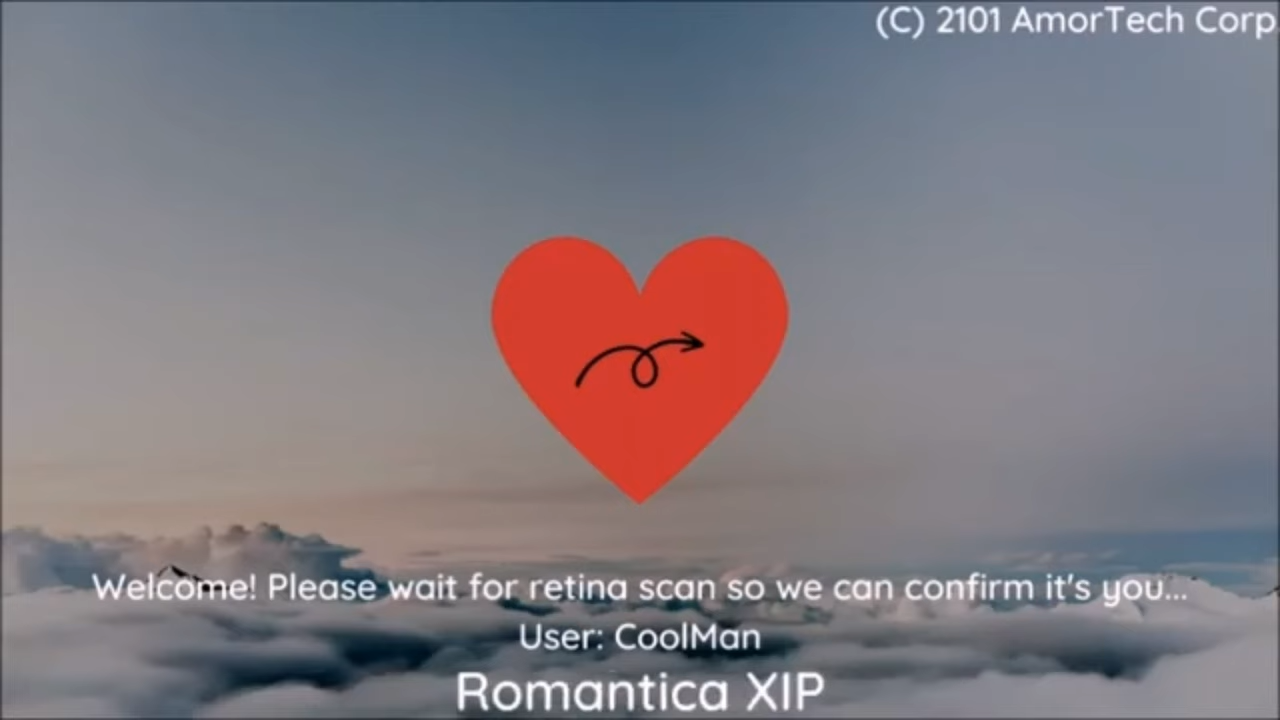 (C) 2101 AmorTech Corp
Welcome! Please wait for retina scan so we can confirm it's you...
User: CoolMan
Romantica XIP